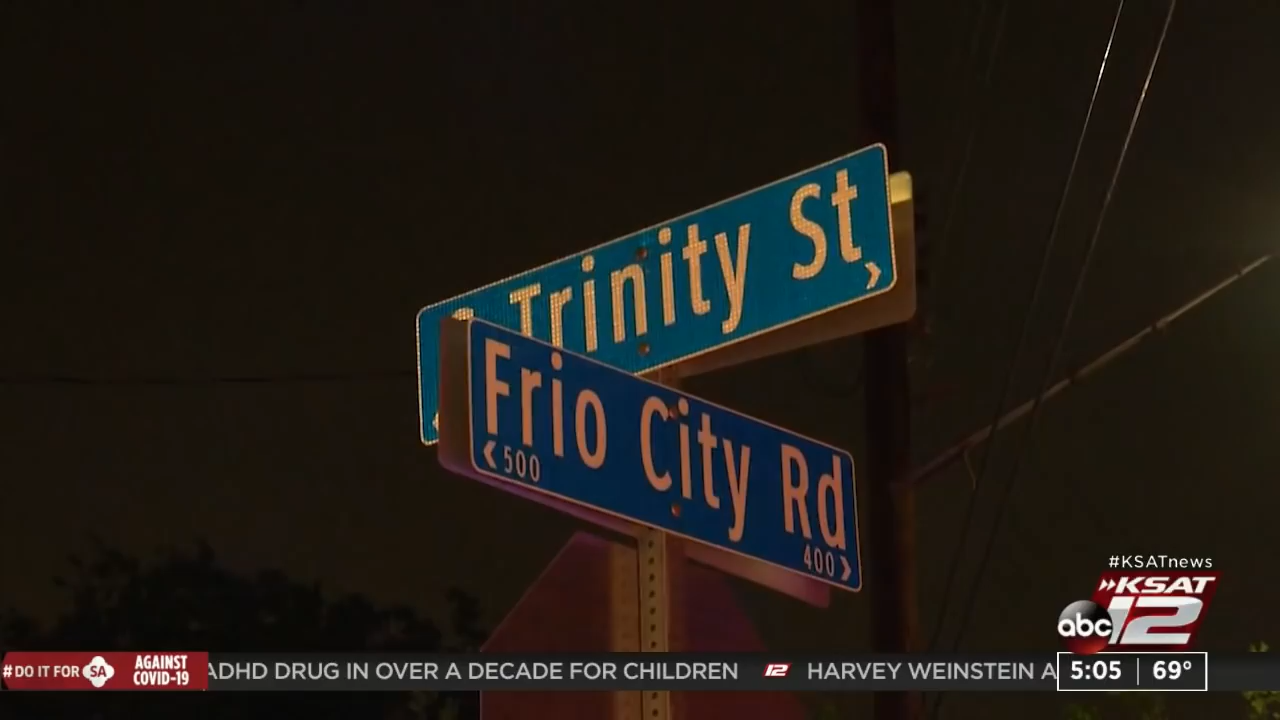 Trinity St
Frio City Rd
500
400
#KSATnews
KSAT
abc 12
#DO IT FOR SA
AGAINST
COVID-19
ADHD DRUG IN OVER A DECADE FOR CHILDREN 12 HARVEY WEINSTEIN A
5:05 69°